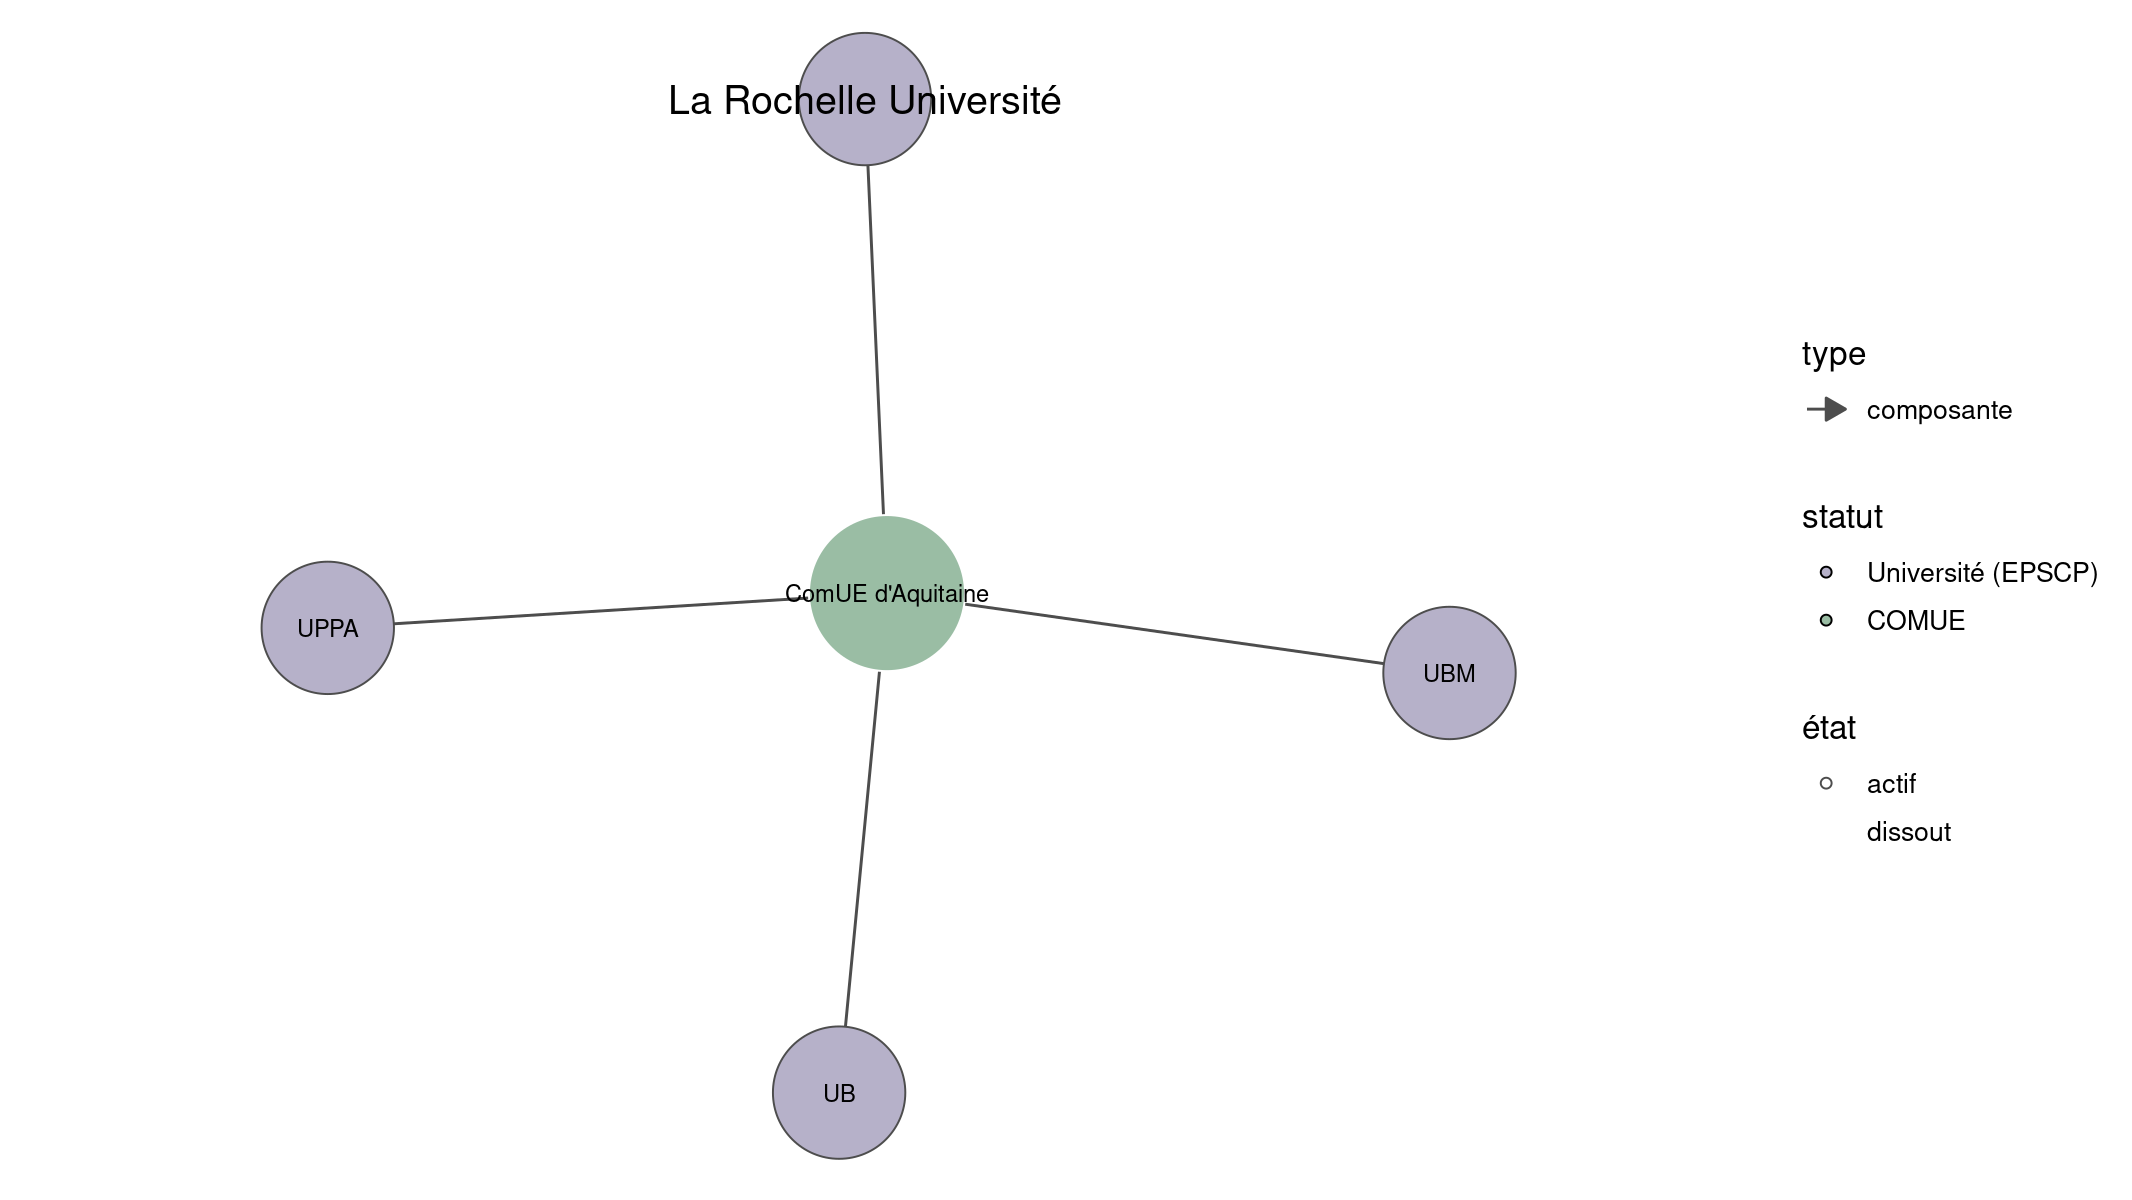 La Rochelle Université
ComUE d'Aquitaine
UPPA
UBM
UB
type
composante
statut
Université (EPSCP)
COMUE
état
actif
dissout